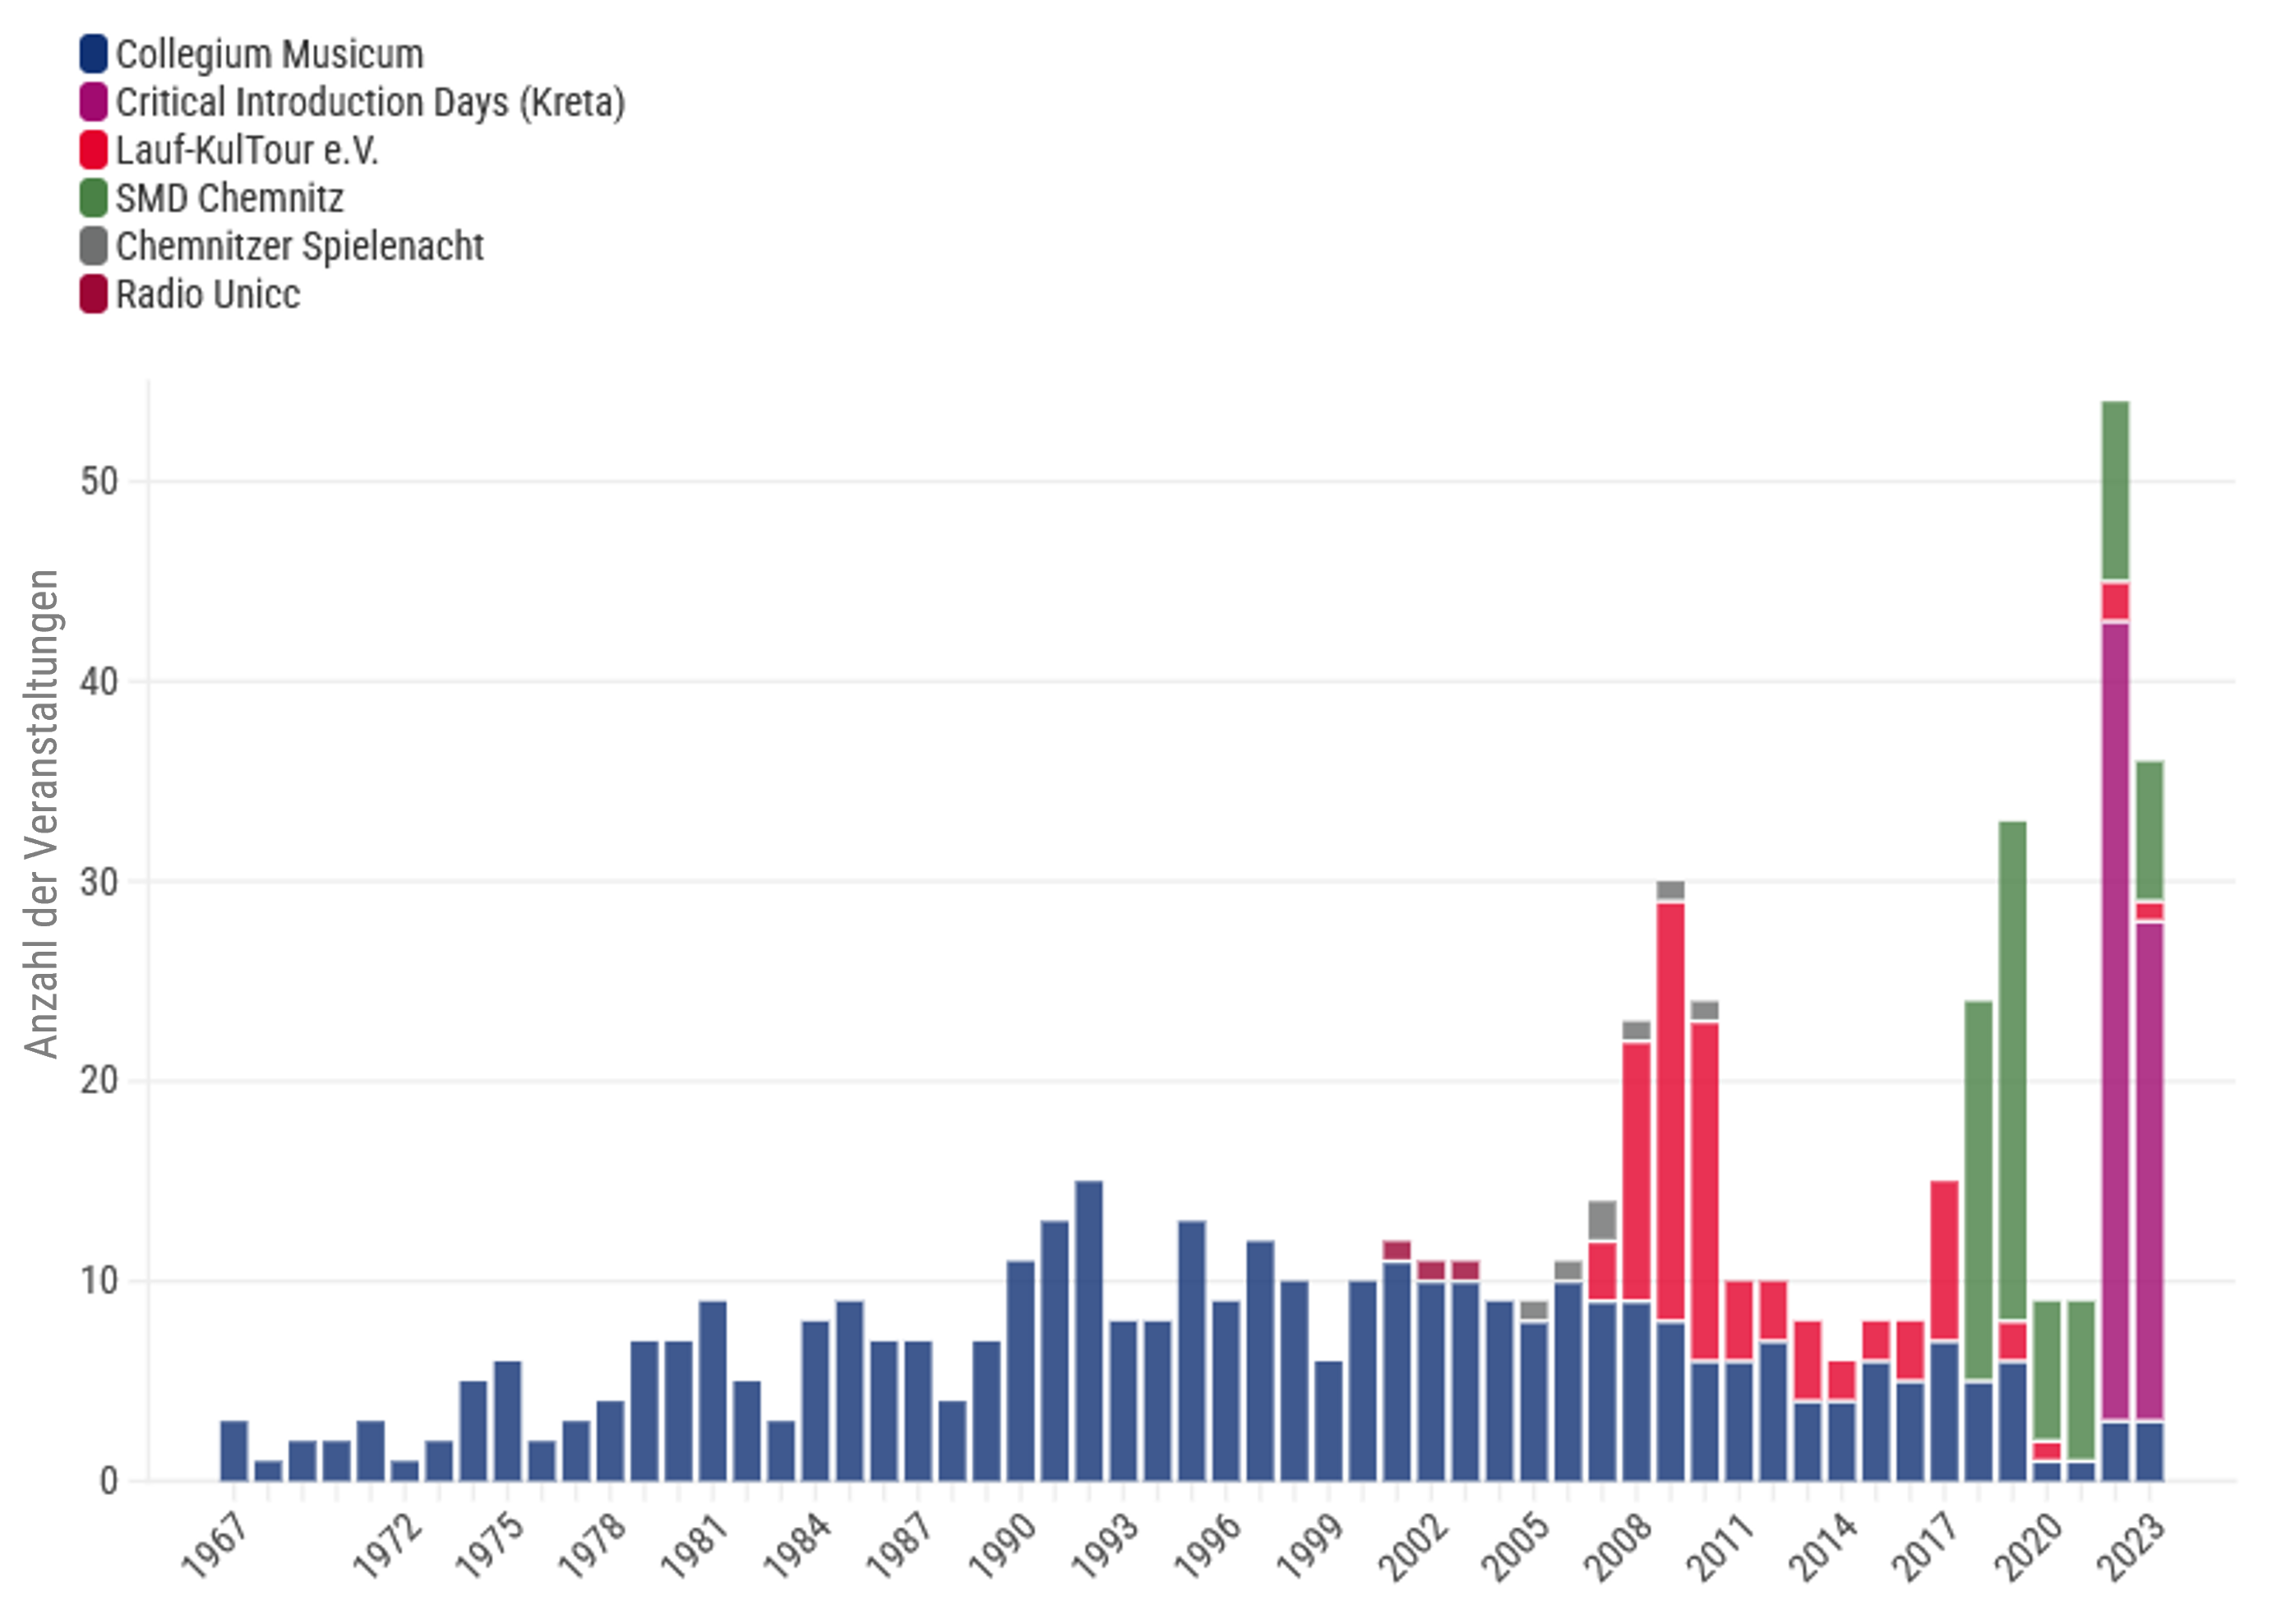 Collegium Musicum
Critical Introduction Days (Kreta)
Lauf-KulTour e.V.
SMD Chemnitz
Chemnitzer Spielenacht
Radio Unicc
Anzahl der Veranstaltungen
50
40
30
20
10
0
1967 1972 1975 1978 1981 1984 1987 1990 1993 1996 1999 2002 2005 2008 2011 2014 2017 2020 2023